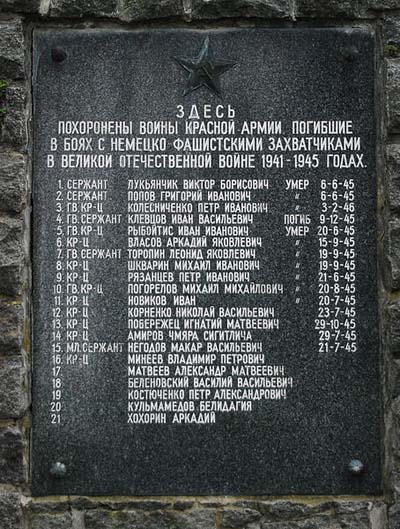 ЗДЕСЬ
ПОХОРОНЕНЫ ВОИНЫ КРАСНОЙ АРМИИ, ПОГИБШИЕ
В БОЯХ С НЕМЕЦКО-ФАШИСТСКИМИ ЗАХВАТЧИКАМИ
В ВЕЛИКОЙ ОТЕЧЕСТВЕННОЙ ВОЙНЕ 1941-1945 ГОДАХ.
1. СЕРЖАНТ ЛУКЬЯНЧИК ВИКТОР БОРИСОВИЧ УМЕР 6-6-45
2. СЕРЖАНТ ПОПОВ ГРИГОРИЙ ИВАНОВИЧ " 6-6-45
3. ГВ. КР-Ц КОЛЕСНИЧЕНКО ПЕТР ИВАНОВИЧ " 3-2-46
4. ГВ. СЕРЖАНТ КЛЕВЦОВ ИВАН ВАСИЛЬЕВИЧ ПОГИБ 9-12-45
5. ГВ. КР-Ц РЫБОЙТИС ИВАН ИВАНОВИЧ УМЕР 20-6-45
6. КР-Ц ВЛАСОВ АРКАДИЙ ЯКОВЛЕВИЧ " 15-9-45
7. ГВ. СЕРЖАНТ ТОРОПИН ЛЕОНИД ЯКОВЛЕВИЧ " 19-9-45
8. КР-Ц ШКВАРИН МИХАИЛ ИВАНОВИЧ " 19-9-45
9. КР-Ц РЯЗАНЦЕВ ПЕТР ИВАНОВИЧ " 21-6-45
10. ГВ. КР-Ц ПОГОРЕЛОВ МИХАИЛ МИХАЙЛОВИЧ " 20-8-45
11. КР-Ц НОВИКОВ ИВАН " 20-7-45
12. КР-Ц КОРНЕНКО НИКОЛАЙ ВАСИЛЬЕВИЧ 23-7-45
13. КР-Ц ПОБЕРЕЖЕЦ ИГНАТИЙ МАТВЕЕВИЧ 29-10-45
14. КР-Ц АМИРОВ ЧМЯРА СИГИТЛИЧА 29-7-45
15. МЛ. СЕРЖАНТ НЕГОДОВ МАКАР ВАСИЛЬЕВИЧ 21-7-45
16. КР-Ц МИНЕЕВ ВЛАДИМИР ПЕТРОВИЧ
17 МАТВЕЕВ АЛЕКСАНДР МАТВЕЕВИЧ
18 БЕЛЕНОВСКИЙ ВАСИЛИЙ ВАСИЛЬЕВИЧ
19 КОСТЮЧЕНКО ПЕТР АЛЕКСАНДРОВИЧ
20 КУЛЬМАМЕДОВ БЕЛИДАГИЯ
21 ХОХОРИН АРКАДИЙ